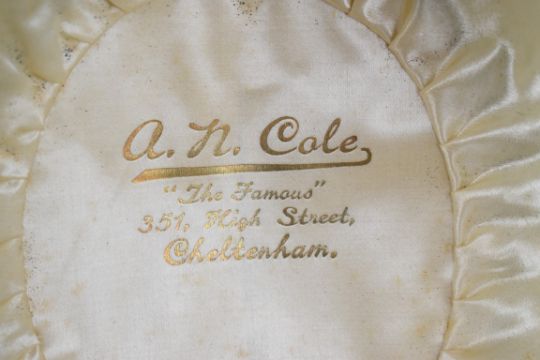 A. N. Cole,
"The Famous"
351, High Street,
Cheltenham.